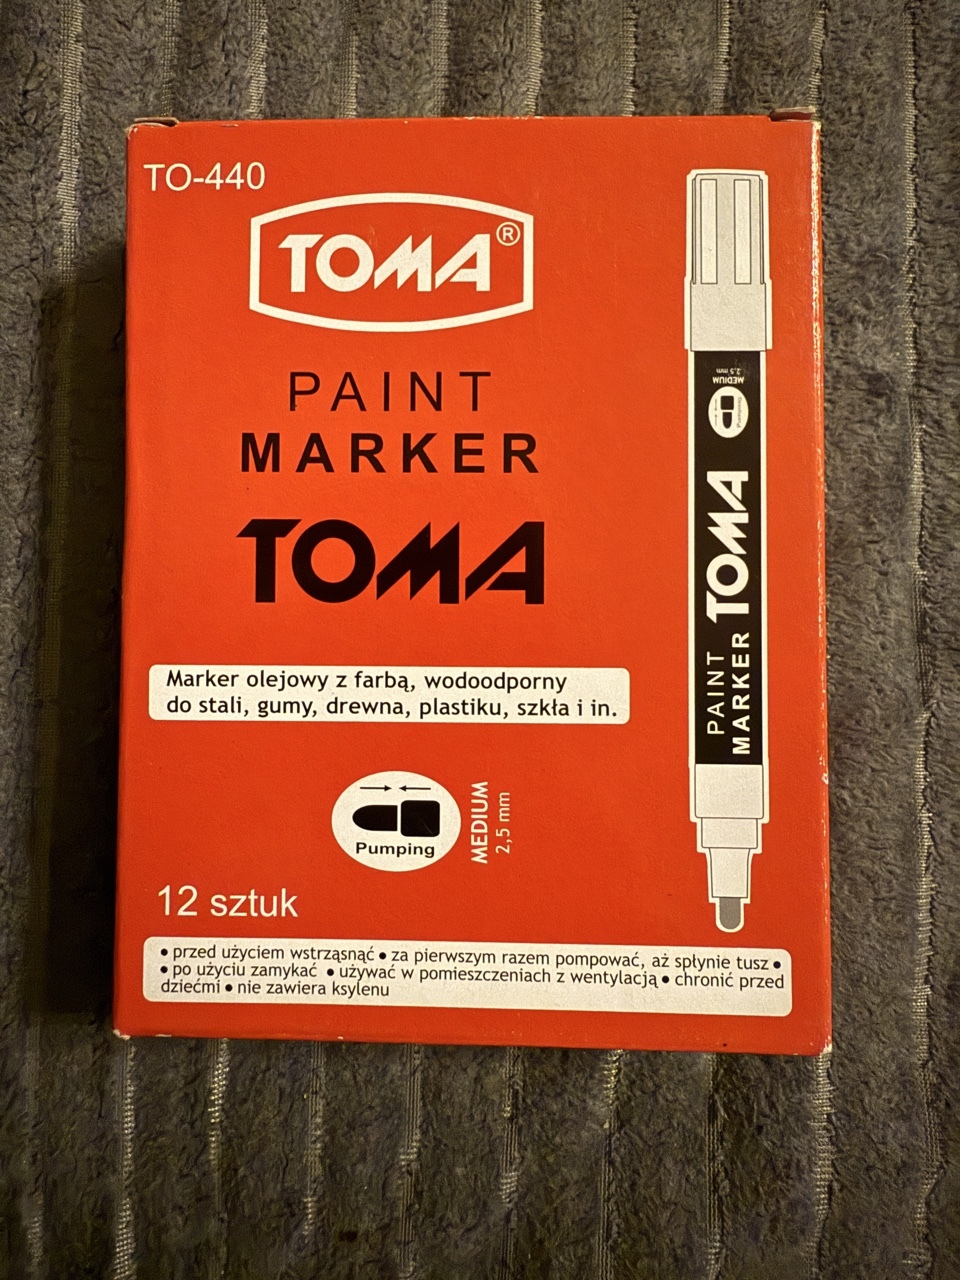 TO-440
TOMA®
PAINT
MARKER
TOMA
Marker olejowy z farbą, wodoodporny
do stali, gumy, drewna, plastiku, szkła i in.
Pumping
MEDIUM
2,5 mm
12 sztuk
• przed użyciem wstrząsnąć • za pierwszym razem pompować, aż spłynie tusz •
• po użyciu zamykać • używać w pomieszczeniach z wentylacją • chronić przed
dziećmi • nie zawiera ksylenu
PAINT
MARKER
TOMA
Pumping
MEDIUM
2,5 mm